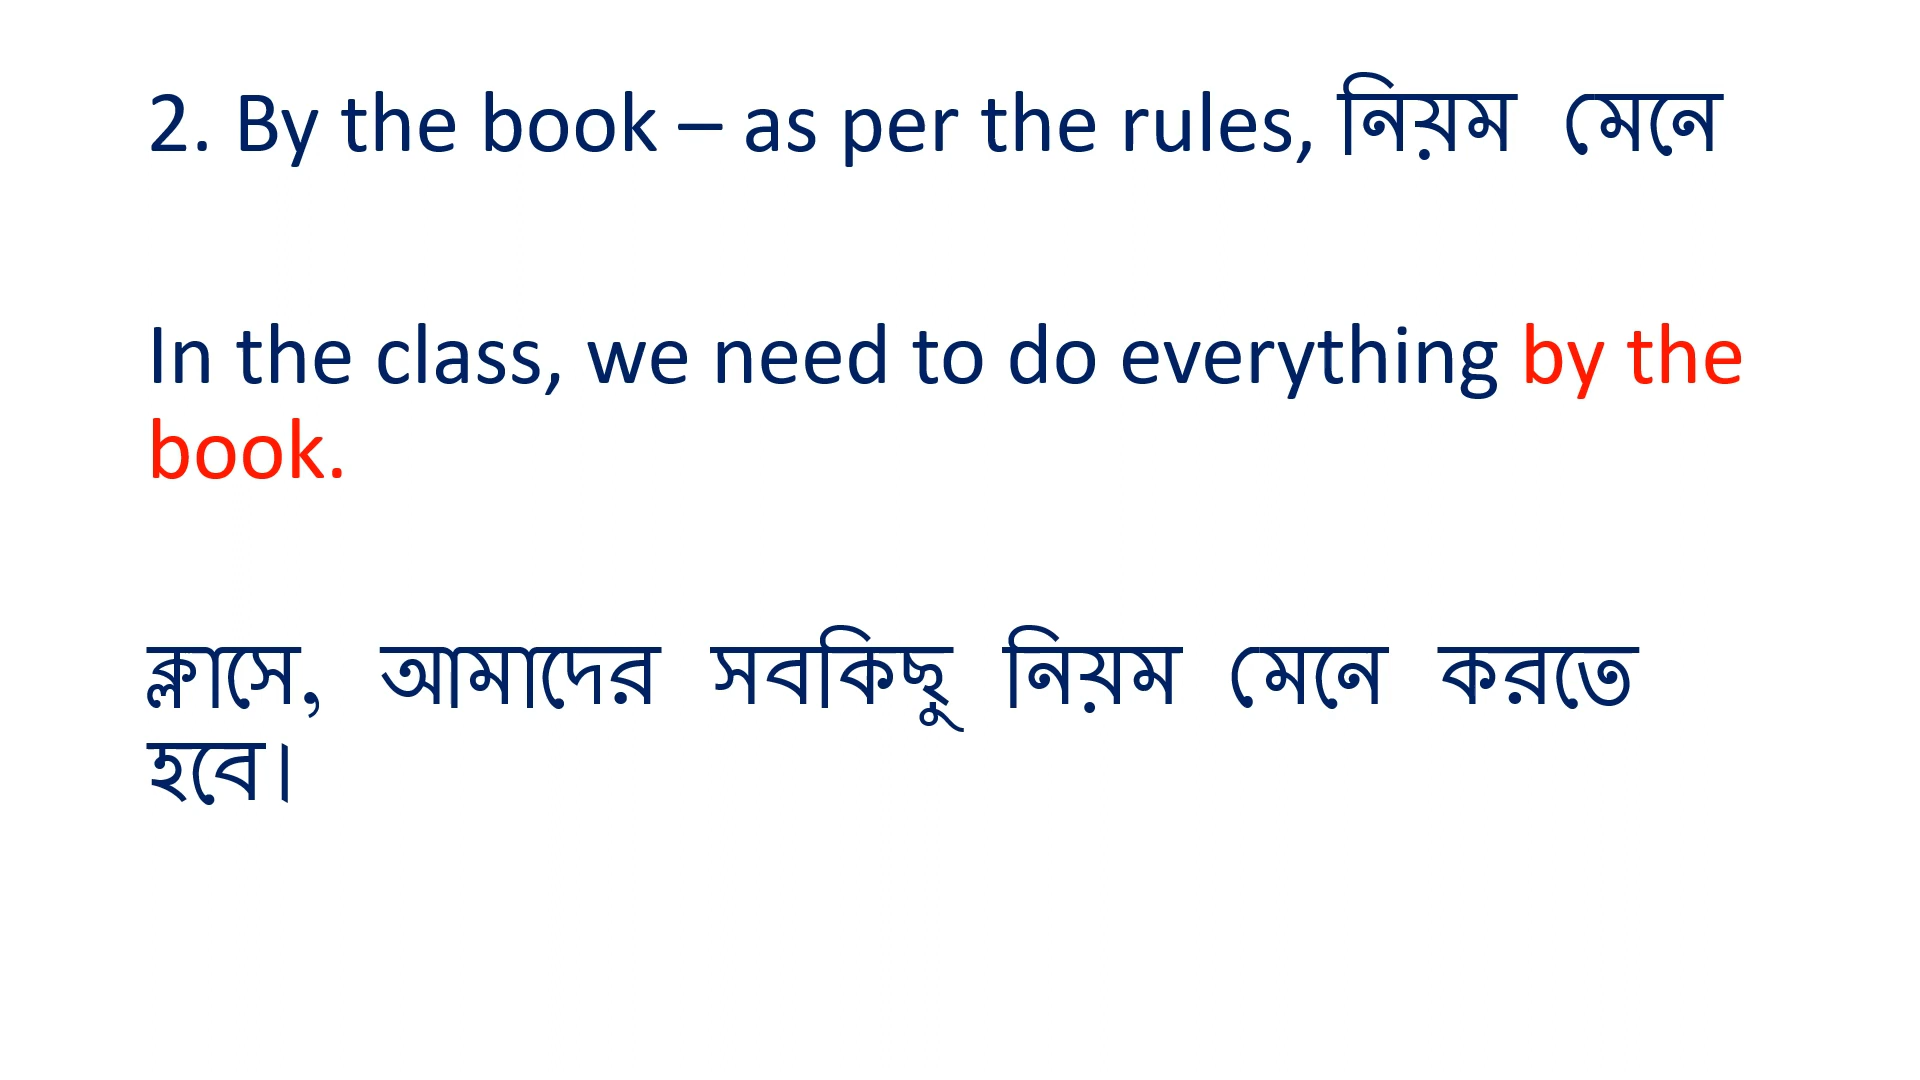 2. By the book – as per the rules, নিয়ম মেনে
In the class, we need to do everything by the
book.
ক্লাসে, আমাদের সবকিছু নিয়ম মেনে করতে
হবে।